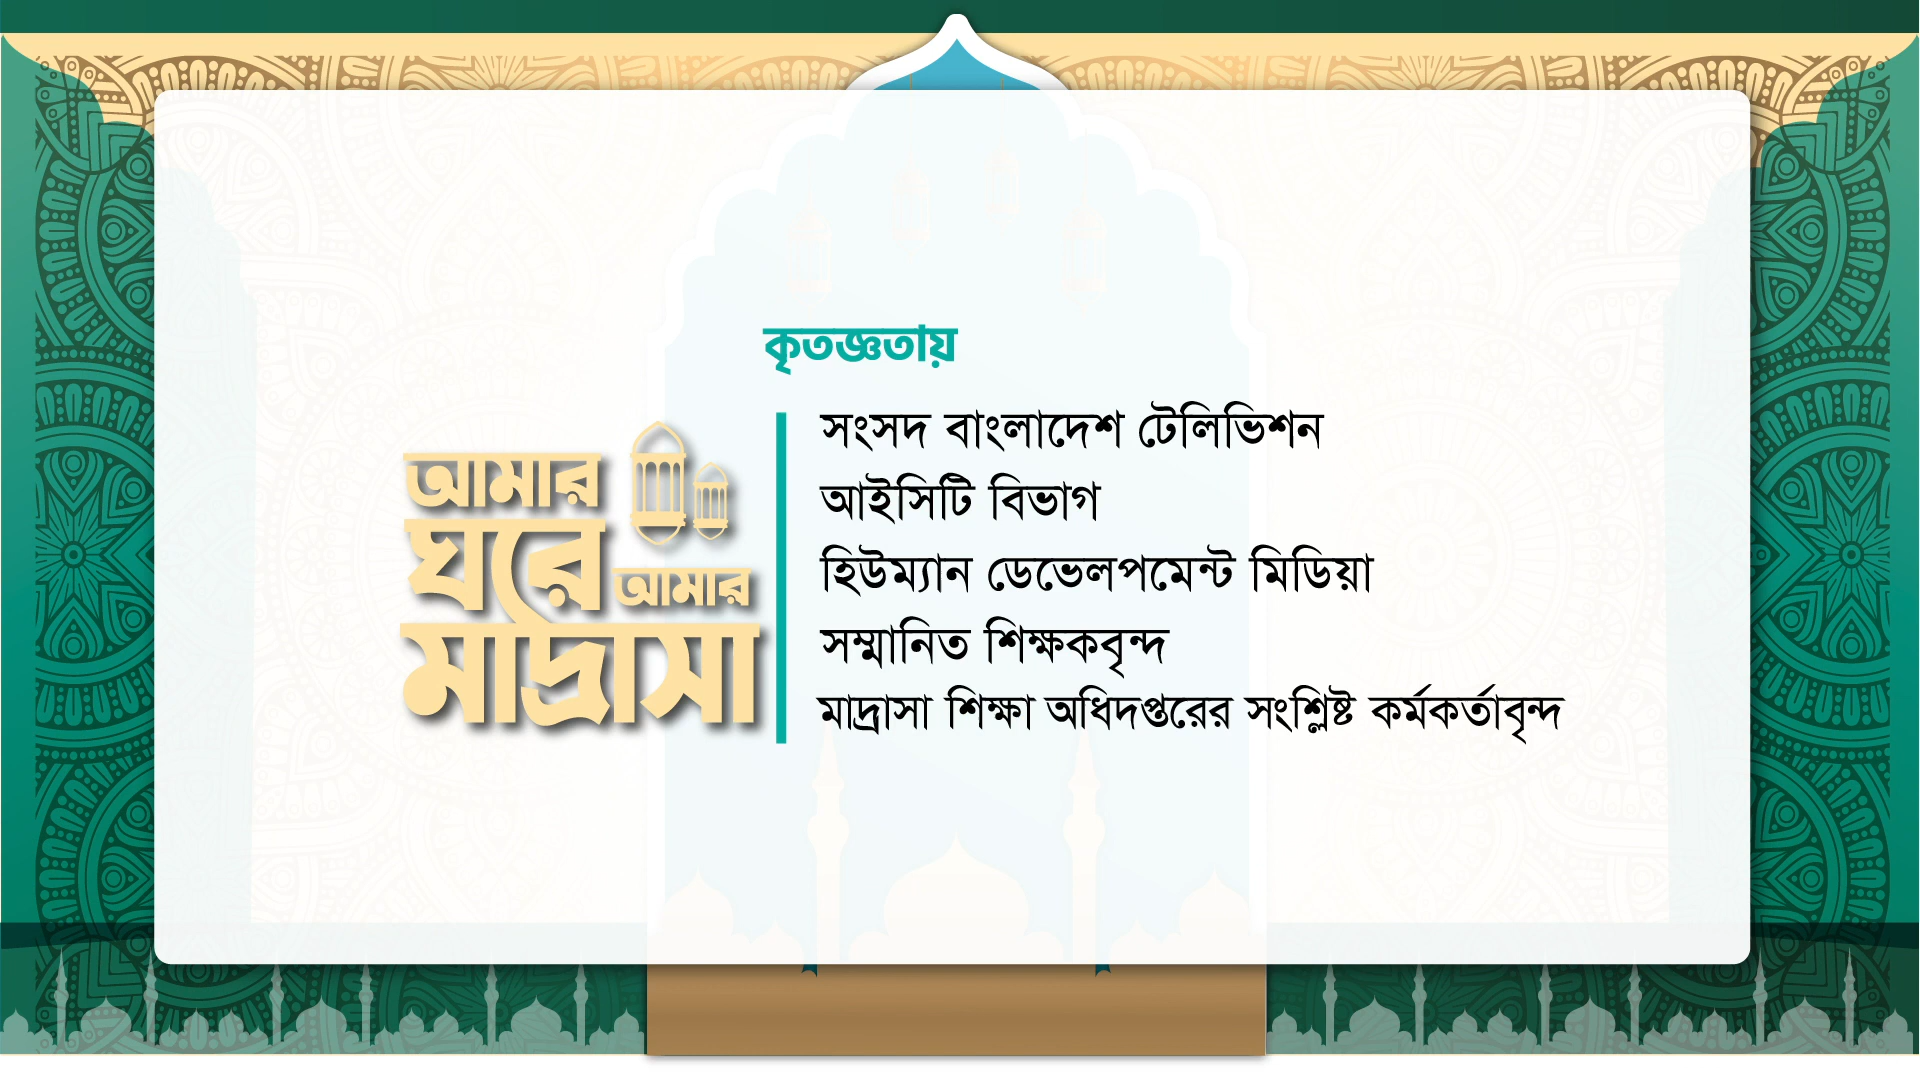 আমার
ঘরে
আমার
মাদ্রাসা
কৃতজ্ঞতায়
সংসদ বাংলাদেশ টেলিভিশন
আইসিটি বিভাগ
হিউম্যান ডেভেলপমেন্ট মিডিয়া
সম্মানিত শিক্ষকবৃন্দ
মাদ্রাসা শিক্ষা অধিদপ্তরের সংশ্লিষ্ট কর্মকর্তাবৃন্দ